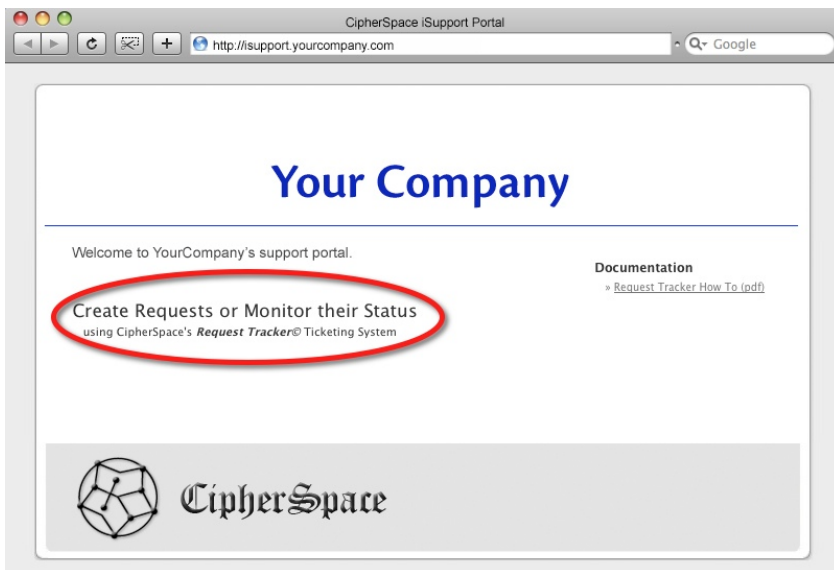 CipherSpace iSupport Portal
http://isupport.yourcompany.com
Google
Your Company
Welcome to YourCompany's support portal.
Create Requests or Monitor their Status
using CipherSpace's Request Tracker© Ticketing System
Documentation
» Request Tracker How To (pdf)
CipherSpace